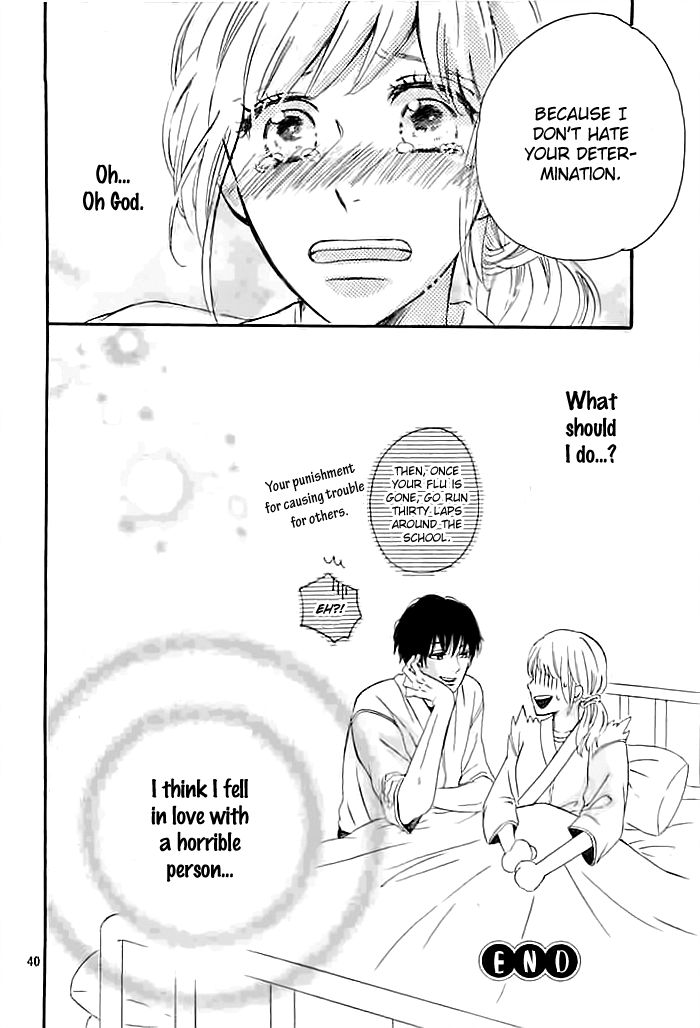 BECAUSE I
DON'T HATE
YOUR DETER-
MINATION.
Oh...
Oh God.
What
should
I do...?
THEN, ONCE
YOUR FLU IS
GONE, GO RUN
THIRTY LAPS
AROUND THE
SCHOOL.
Your punishment
for causing trouble
for others.
EH?!
I think I fell
in love with
a horrible
person...
END
40